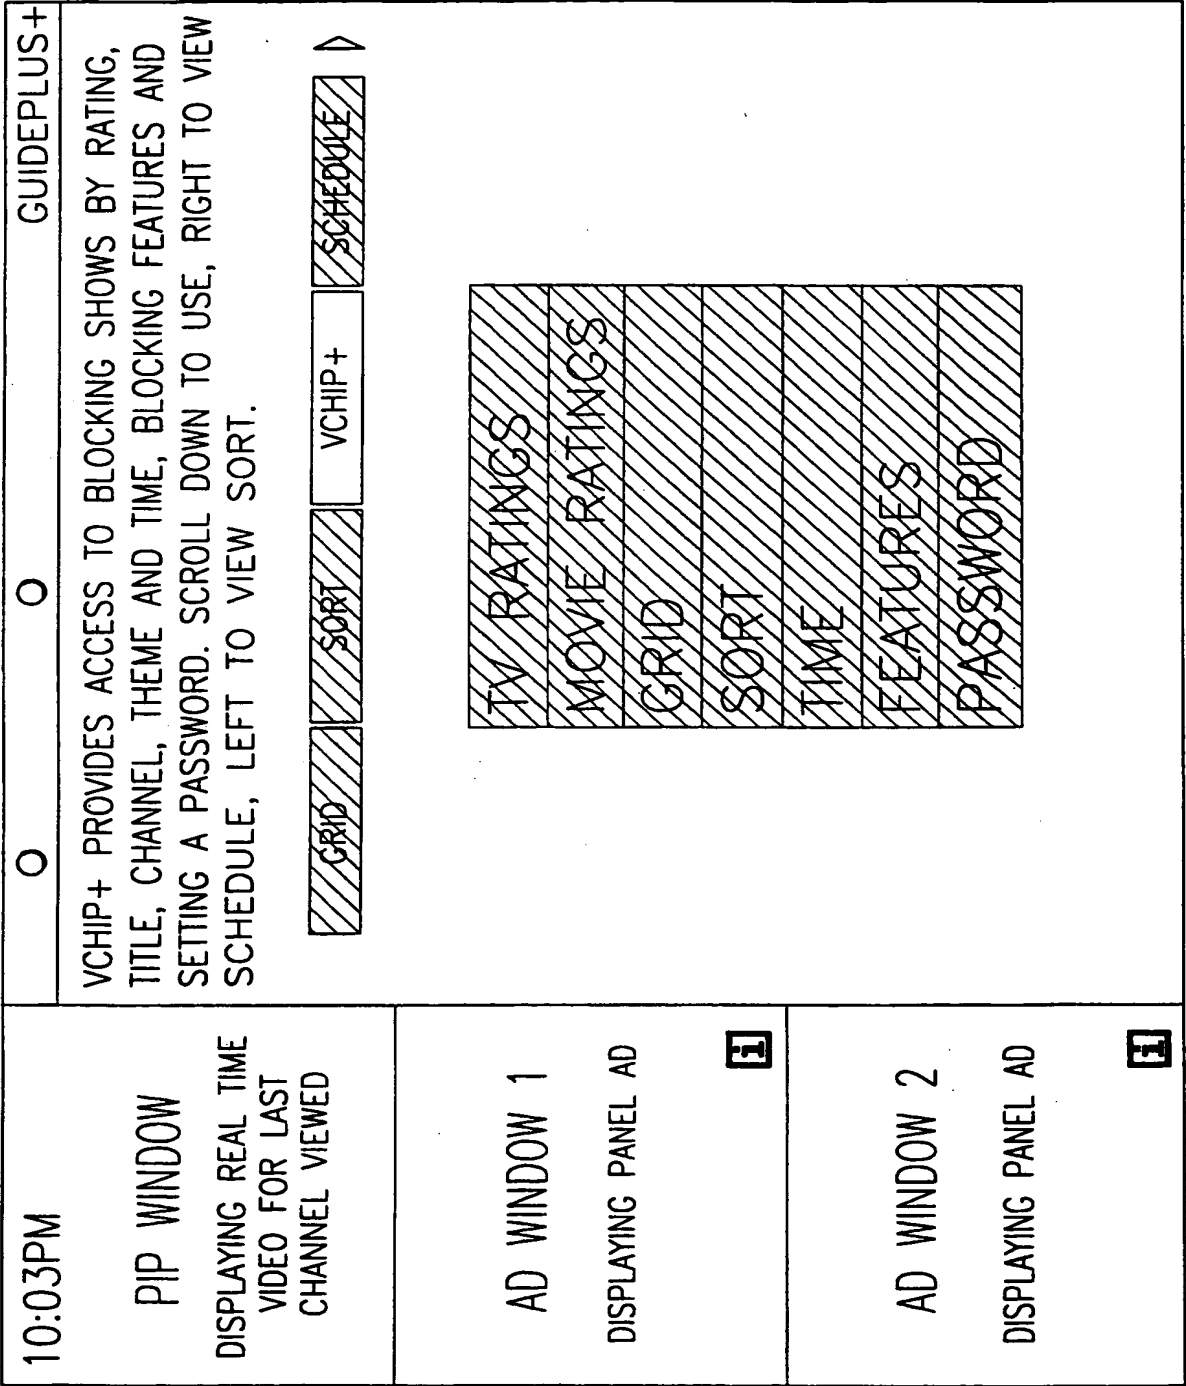 10:03PM
GUIDEPLUS+
PIP WINDOW
DISPLAYING REAL TIME
VIDEO FOR LAST
CHANNEL VIEWED
AD WINDOW 1
DISPLAYING PANEL AD
i
AD WINDOW 2
DISPLAYING PANEL AD
i
VCHIP+ PROVIDES ACCESS TO BLOCKING SHOWS BY RATING,
TITLE, CHANNEL, THEME AND TIME, BLOCKING FEATURES AND
SETTING A PASSWORD. SCROLL DOWN TO USE, RIGHT TO VIEW
SCHEDULE, LEFT TO VIEW SORT.
GRID SORT VCHIP+ SCHEDULE
TV RATINGS
MOVIE RATINGS
GRID
SORT
TIME
FEATURES
PASSWORD